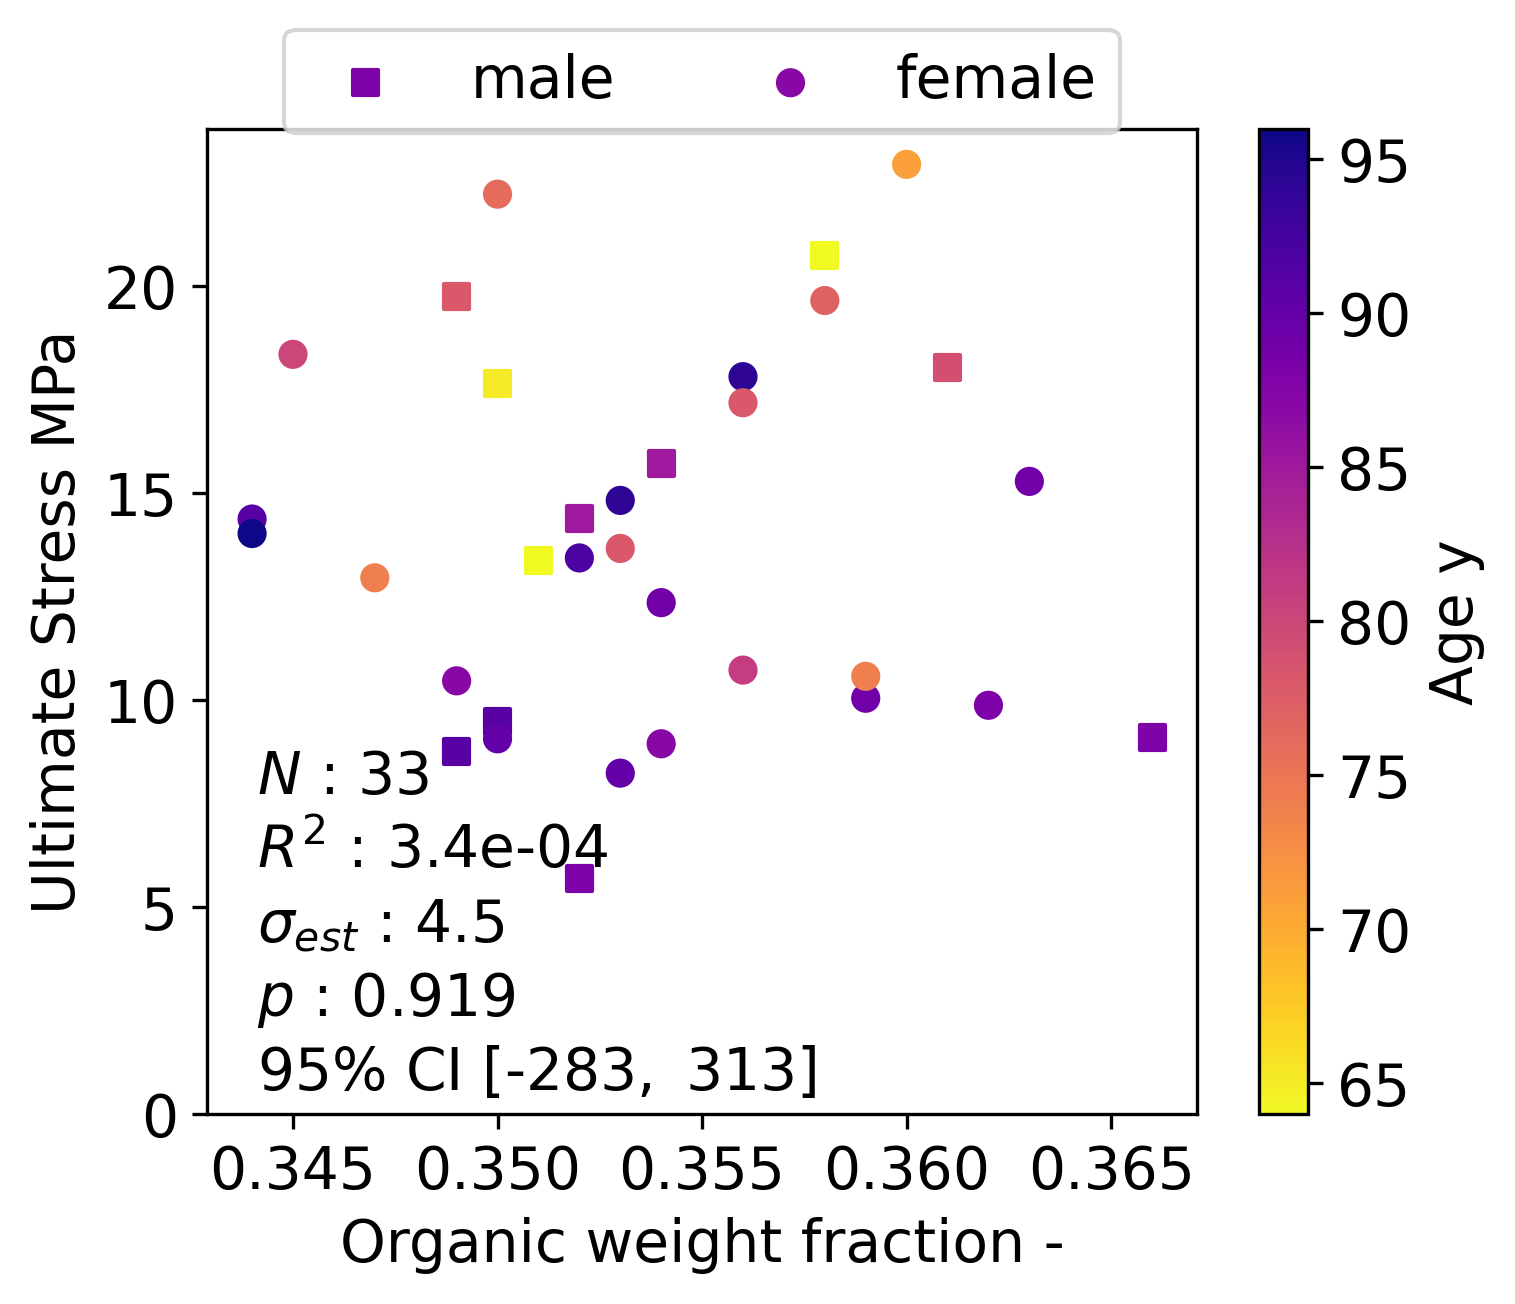 male female
20
15
10
5
0
Ultimate Stress MPa
N : 33
R² : 3.4e-04
σest : 4.5
p : 0.919
95% CI [-283, 313]
0.345 0.350 0.355 0.360 0.365
Organic weight fraction -
95
90
85
80
75
70
65
Age y